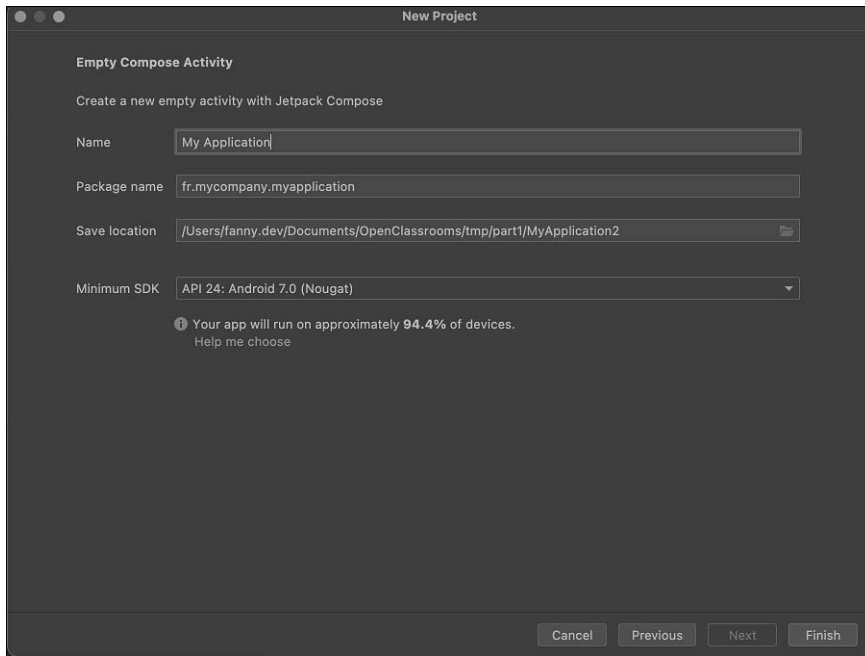 New Project
Empty Compose Activity
Create a new empty activity with Jetpack Compose
Name My Application
Package name fr.mycompany.myapplication
Save location /Users/fanny.dev/Documents/OpenClassrooms/tmp/part1/MyApplication2
Minimum SDK API 24: Android 7.0 (Nougat)
Your app will run on approximately 94.4% of devices.
Help me choose
Cancel Previous Next Finish